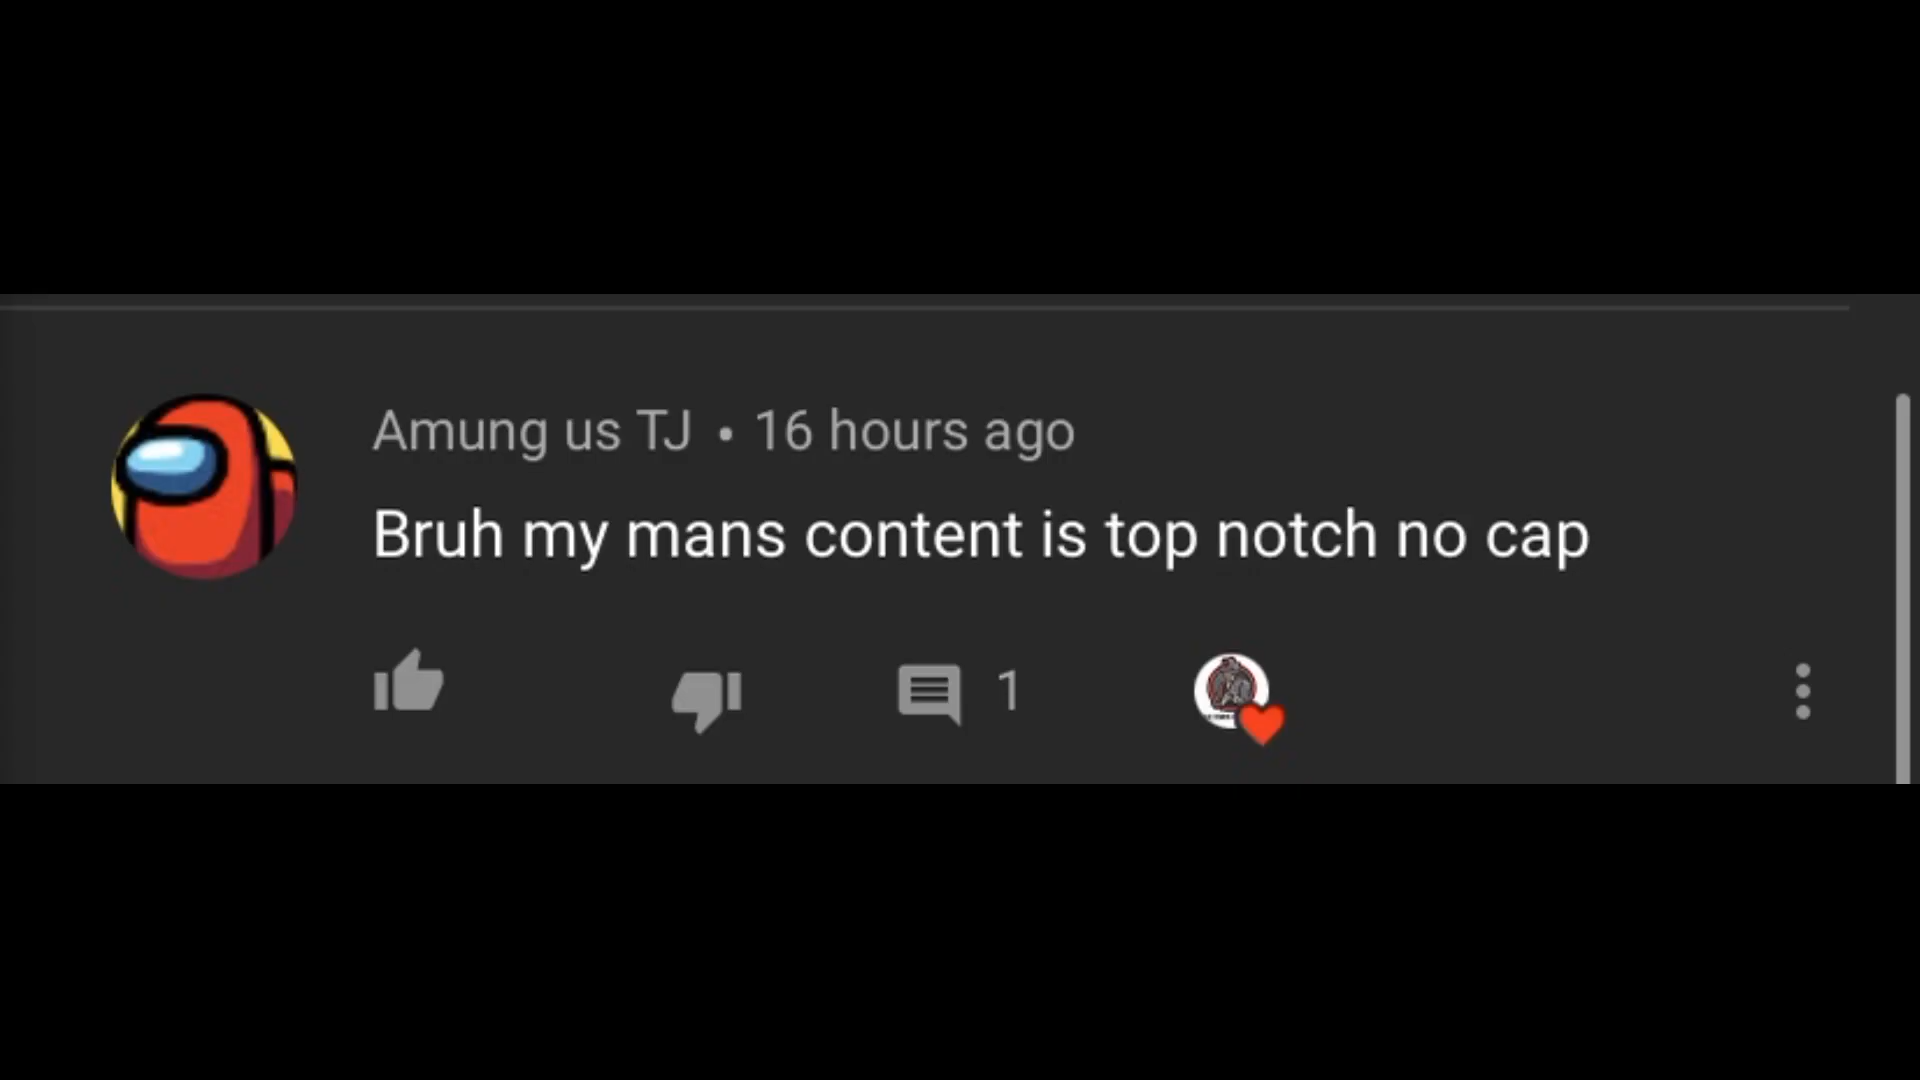 Amung us TJ • 16 hours ago
Bruh my mans content is top notch no cap
1